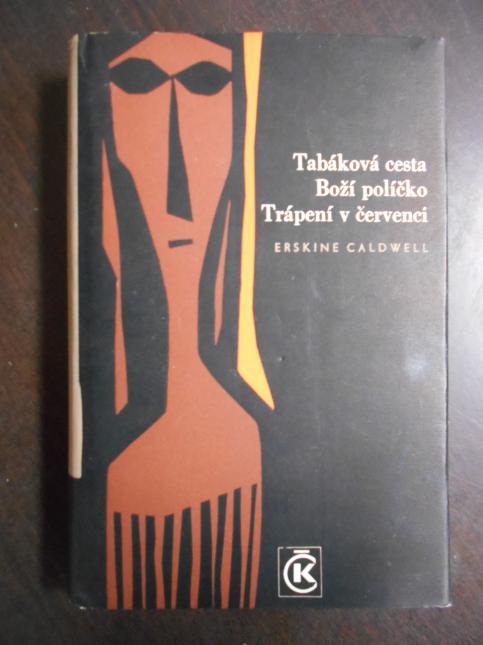 Tabáková cesta
Boží políčko
Trápení v červenci
ERSKINE CALDWELL
ČK